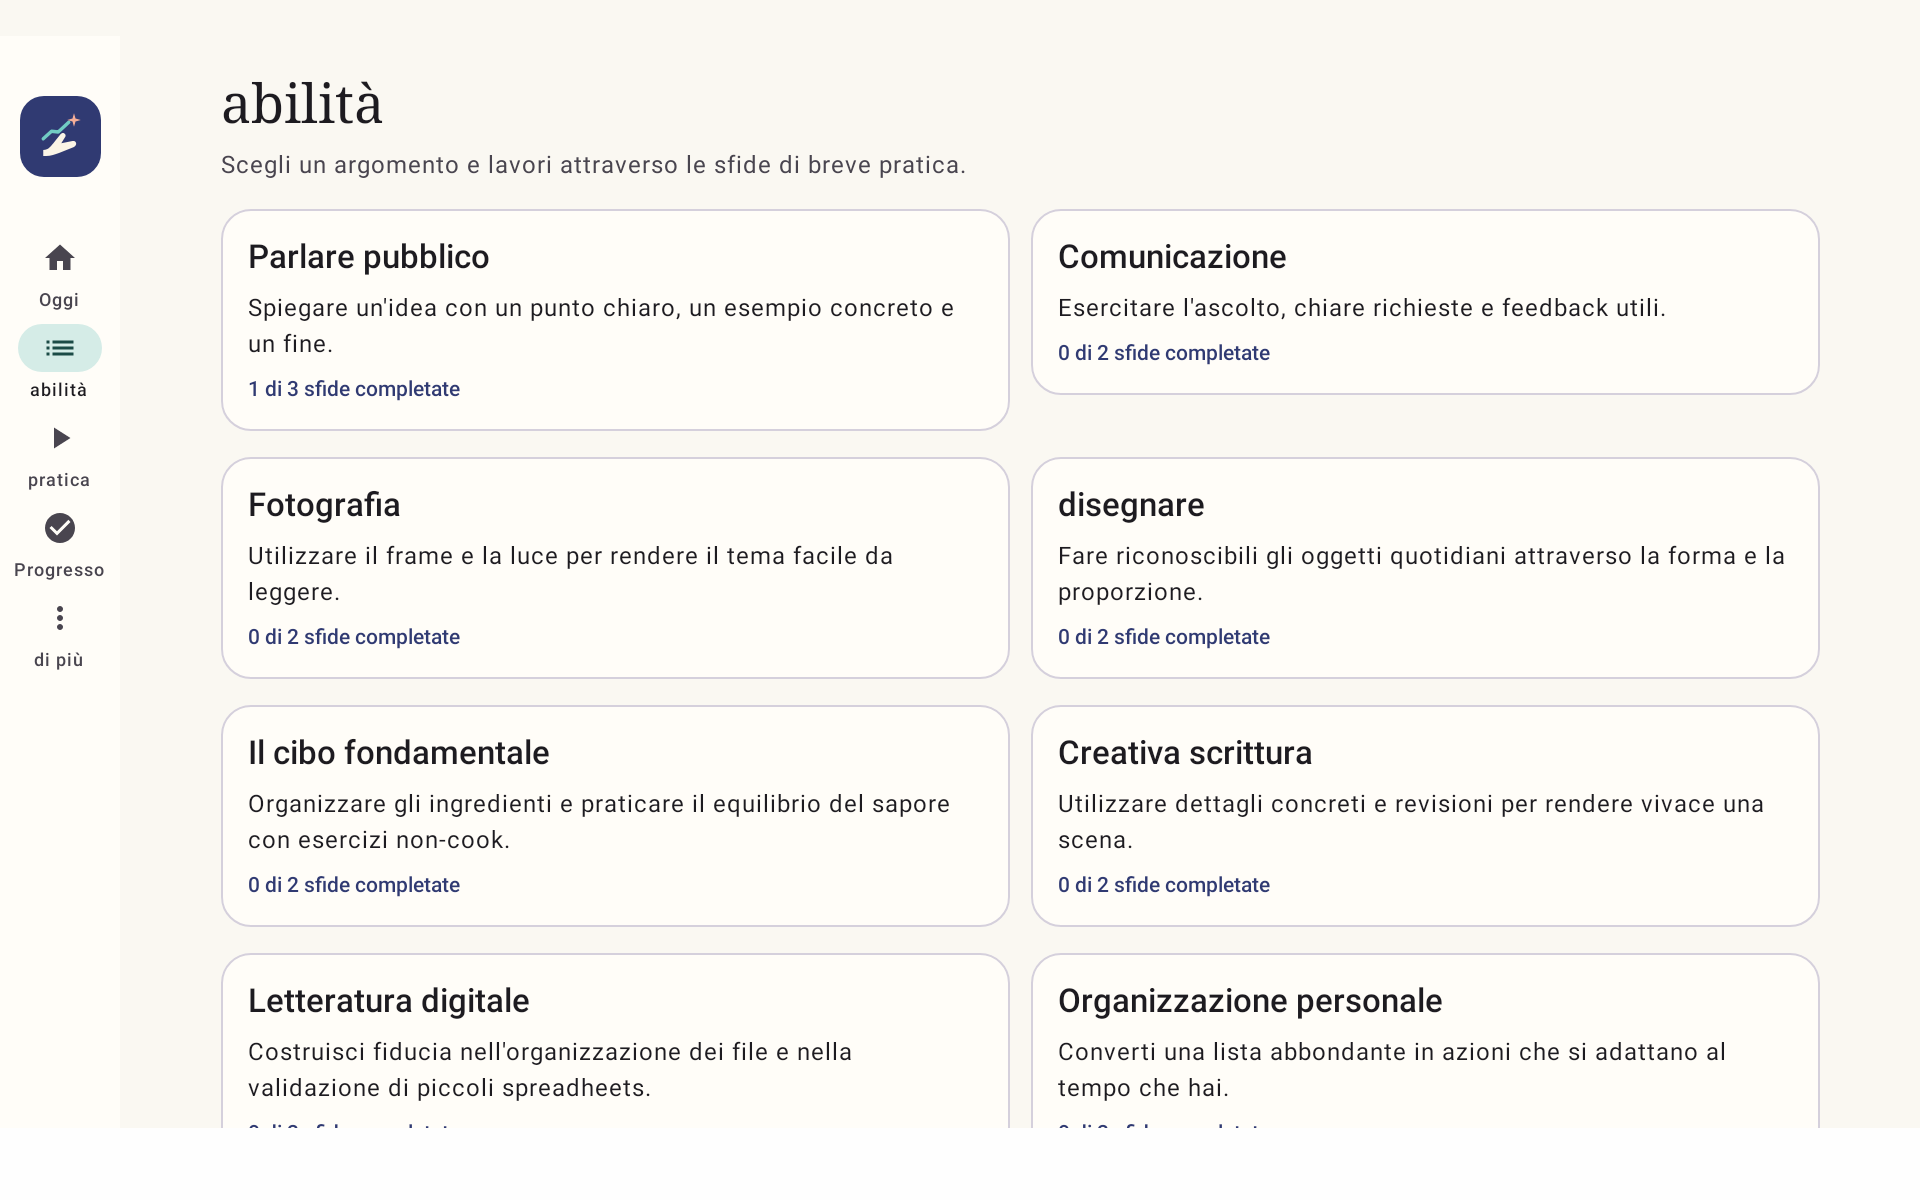 abilità
Scegli un argomento e lavori attraverso le sfide di breve pratica.
Oggi
abilità
pratica
Progresso
di più
Parlare pubblico
Spiegare un'idea con un punto chiaro, un esempio concreto e
un fine.
1 di 3 sfide completate
Comunicazione
Esercitare l'ascolto, chiare richieste e feedback utili.
0 di 2 sfide completate
Fotografia
Utilizzare il frame e la luce per rendere il tema facile da
leggere.
0 di 2 sfide completate
disegnare
Fare riconoscibili gli oggetti quotidiani attraverso la forma e la
proporzione.
0 di 2 sfide completate
Il cibo fondamentale
Organizzare gli ingredienti e praticare il equilibrio del sapore
con esercizi non-cook.
0 di 2 sfide completate
Creativa scrittura
Utilizzare dettagli concreti e revisioni per rendere vivace una
scena.
0 di 2 sfide completate
Letteratura digitale
Costruisci fiducia nell'organizzazione dei file e nella
validazione di piccoli spreadheets.
Organizzazione personale
Converti una lista abbondante in azioni che si adattano al
tempo che hai.